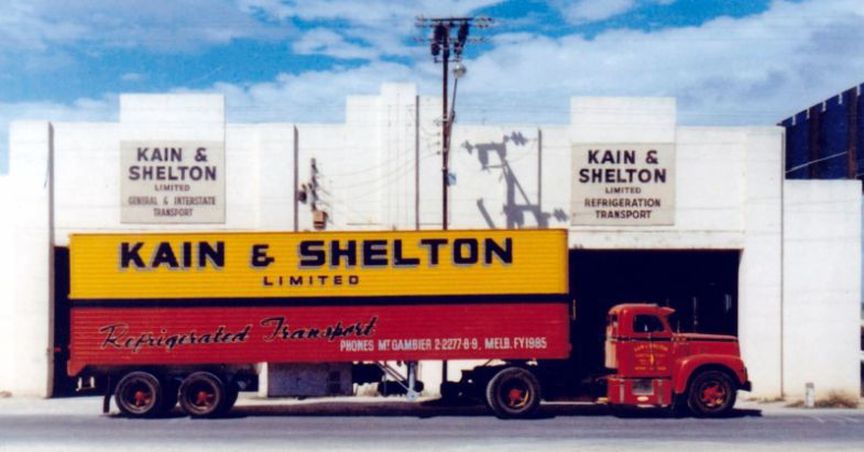 KAIN &
SHELTON
LIMITED
GENERAL & INTERSTATE
TRANSPORT
KAIN &
SHELTON
LIMITED
REFRIGERATION
TRANSPORT
KAIN & SHELTON
LIMITED
Refrigerated Transport
PHONES MT GAMBIER 2-2277-8-9, MELB. FY1985